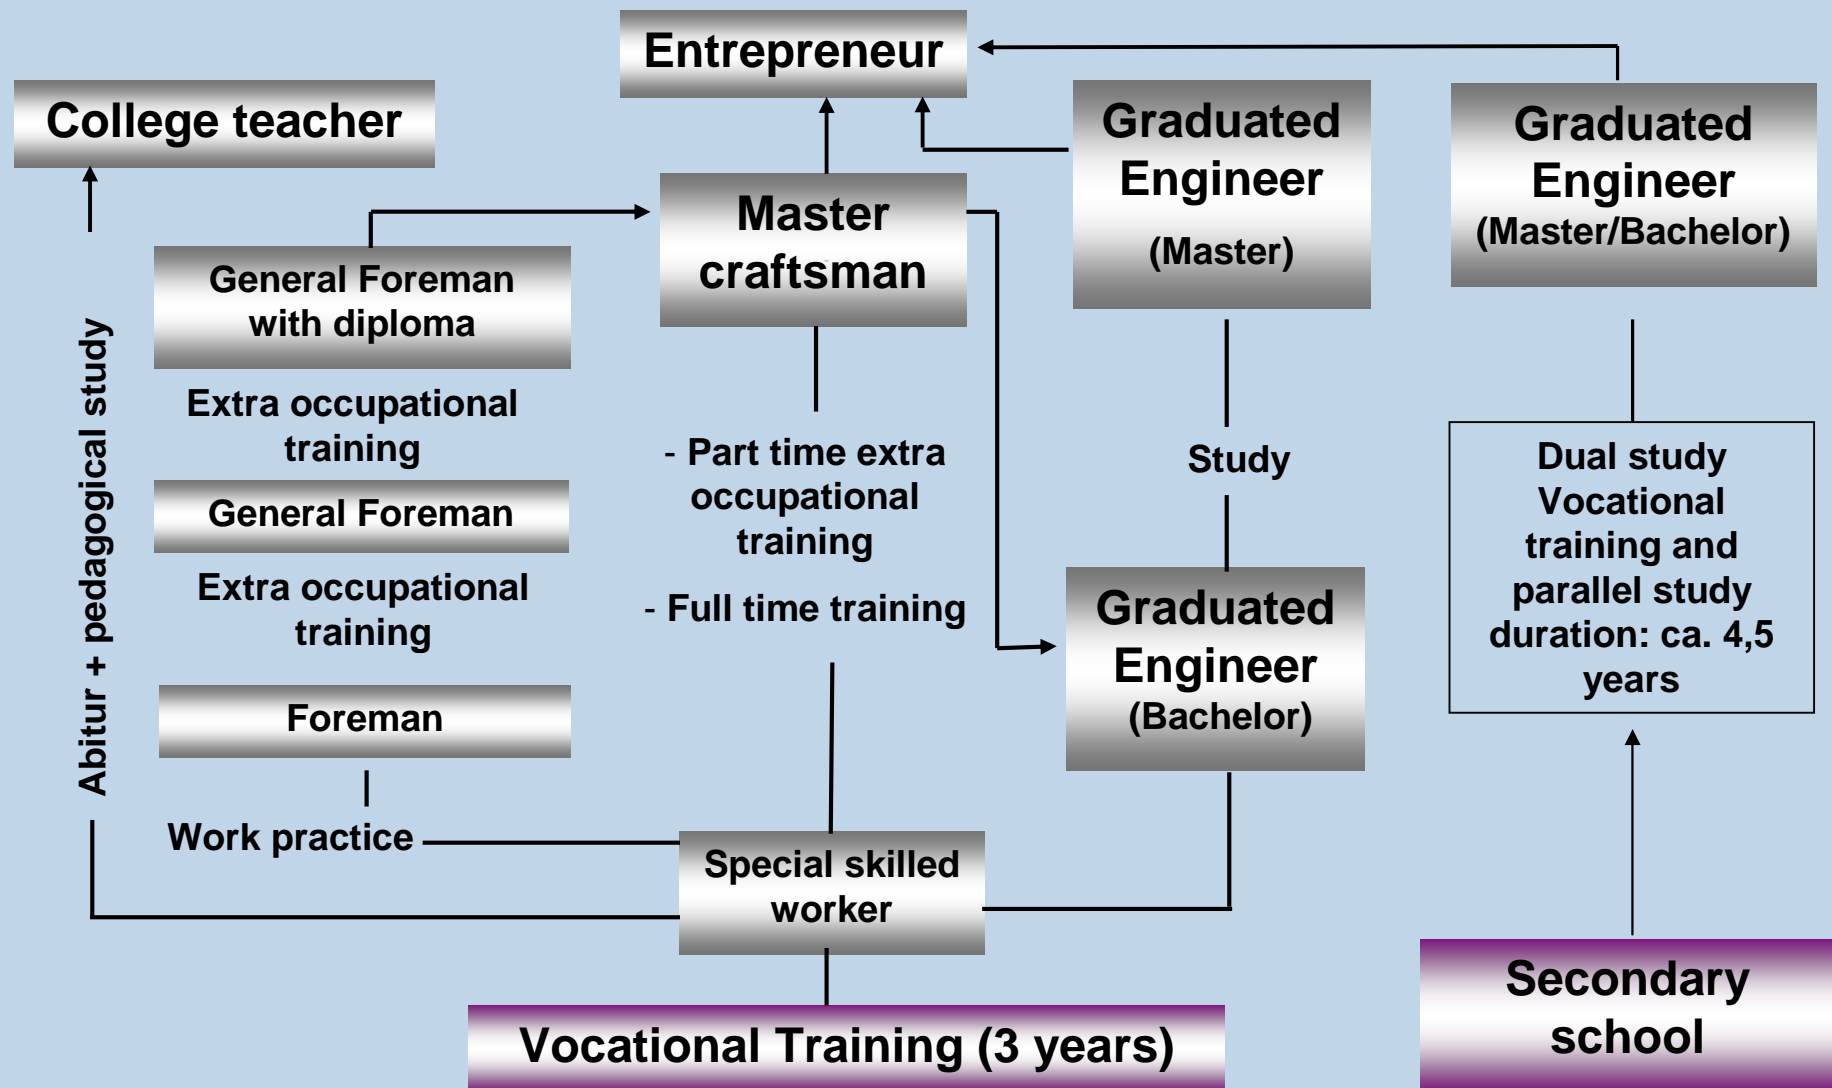 Entrepreneur
College teacher
Graduated
Engineer
(Master)
Graduated
Engineer
(Master/Bachelor)
Master
craftsman
General Foreman
with diploma
Abitur + pedagogical study
Extra occupational
training
- Part time extra
occupational
training
- Full time training
Study
Dual study
Vocational
training and
parallel study
duration: ca. 4,5
years
General Foreman
Extra occupational
training
Graduated
Engineer
(Bachelor)
Foreman
Work practice
Special skilled
worker
Secondary
school
Vocational Training (3 years)